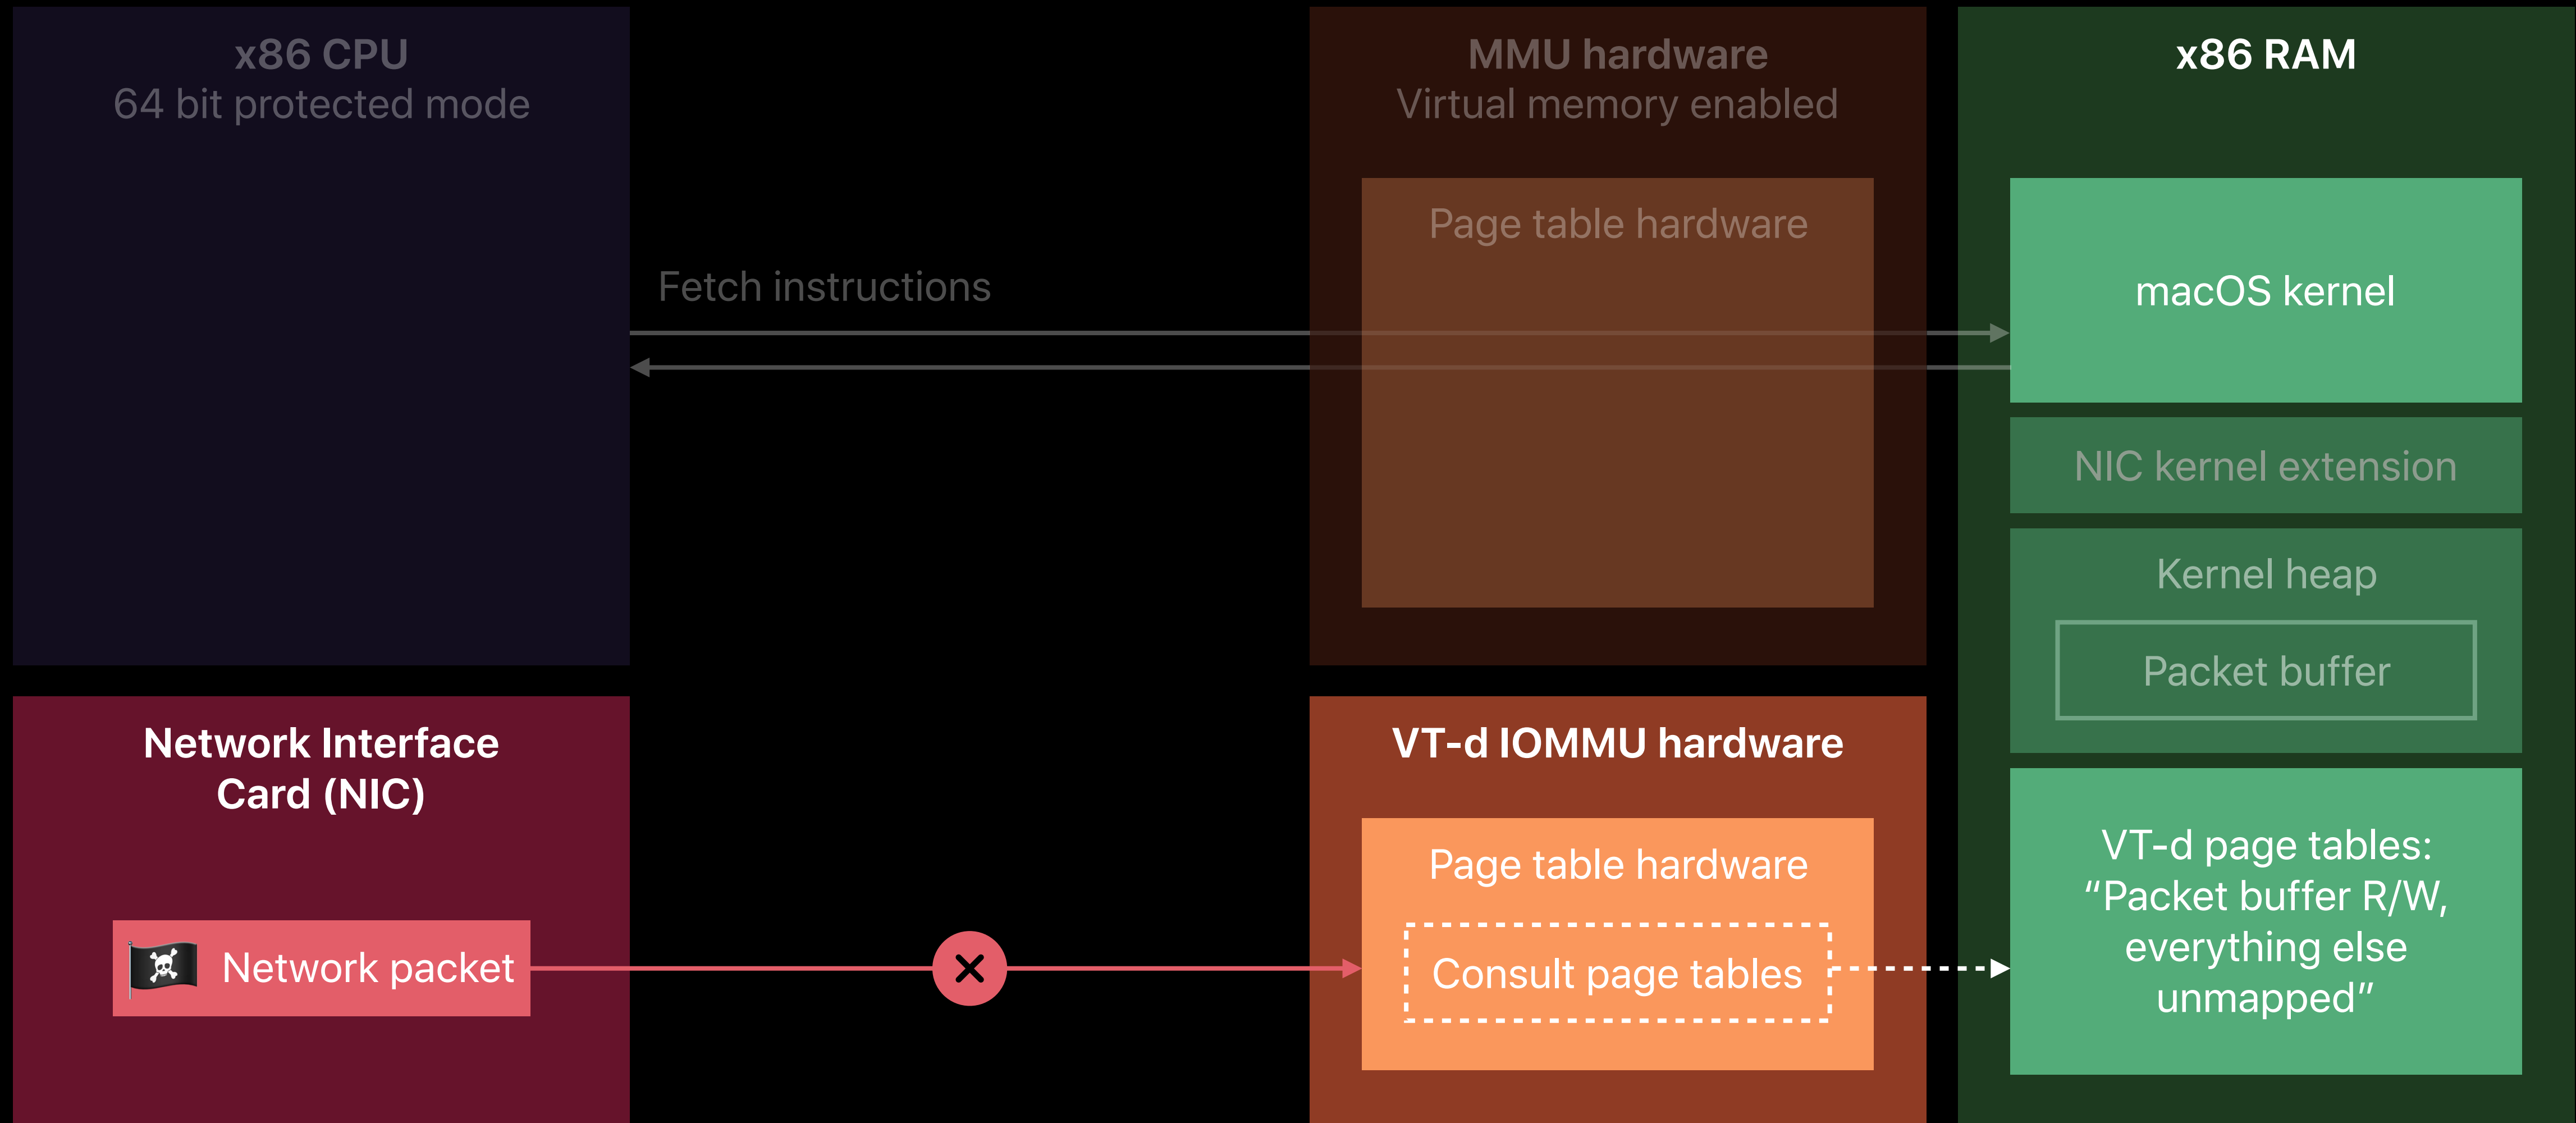 x86 CPU
64 bit protected mode
MMU hardware
Virtual memory enabled
Page table hardware
x86 RAM
Fetch instructions
macOS kernel
NIC kernel extension
Kernel heap
Packet buffer
Network Interface
Card (NIC)
Network packet
VT-d IOMMU hardware
Page table hardware
Consult page tables
VT-d page tables:
“Packet buffer R/W,
everything else
unmapped”